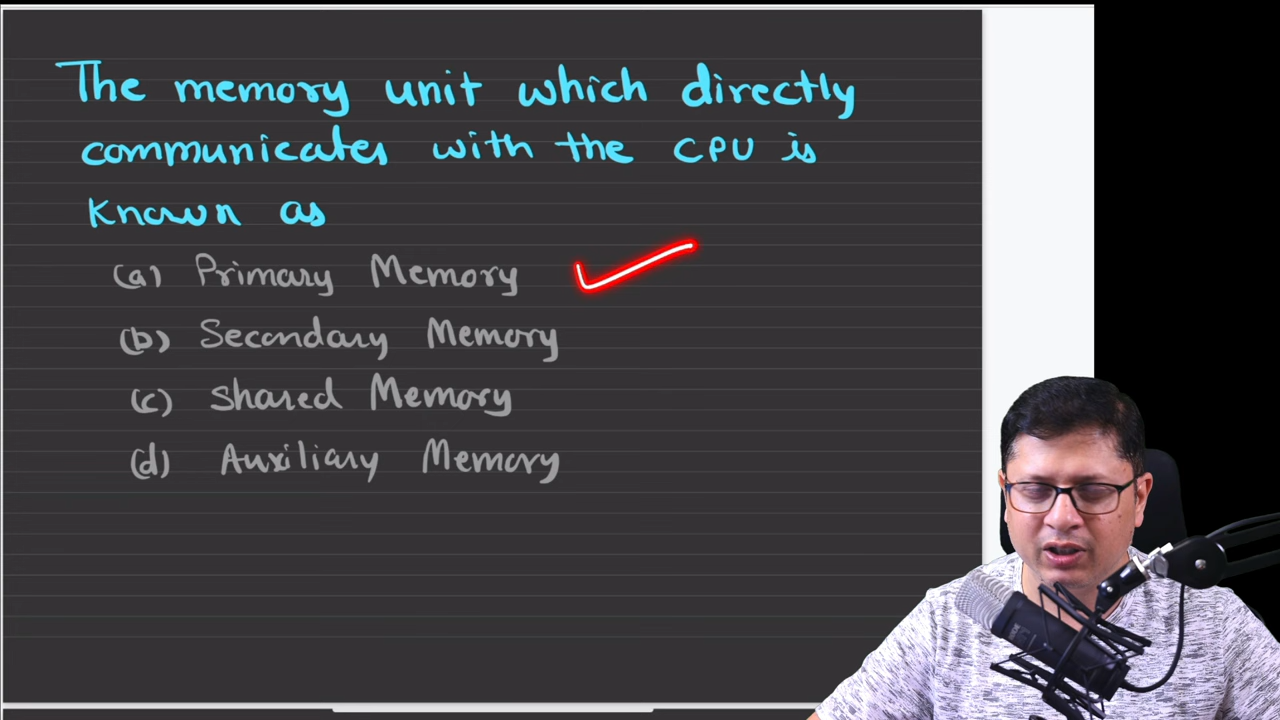 The memory unit which directly
communicates with the CPU is
known as
(a) Primary Memory
(b) Secondary Memory
(c) Shared Memory
(d) Auxiliary Memory